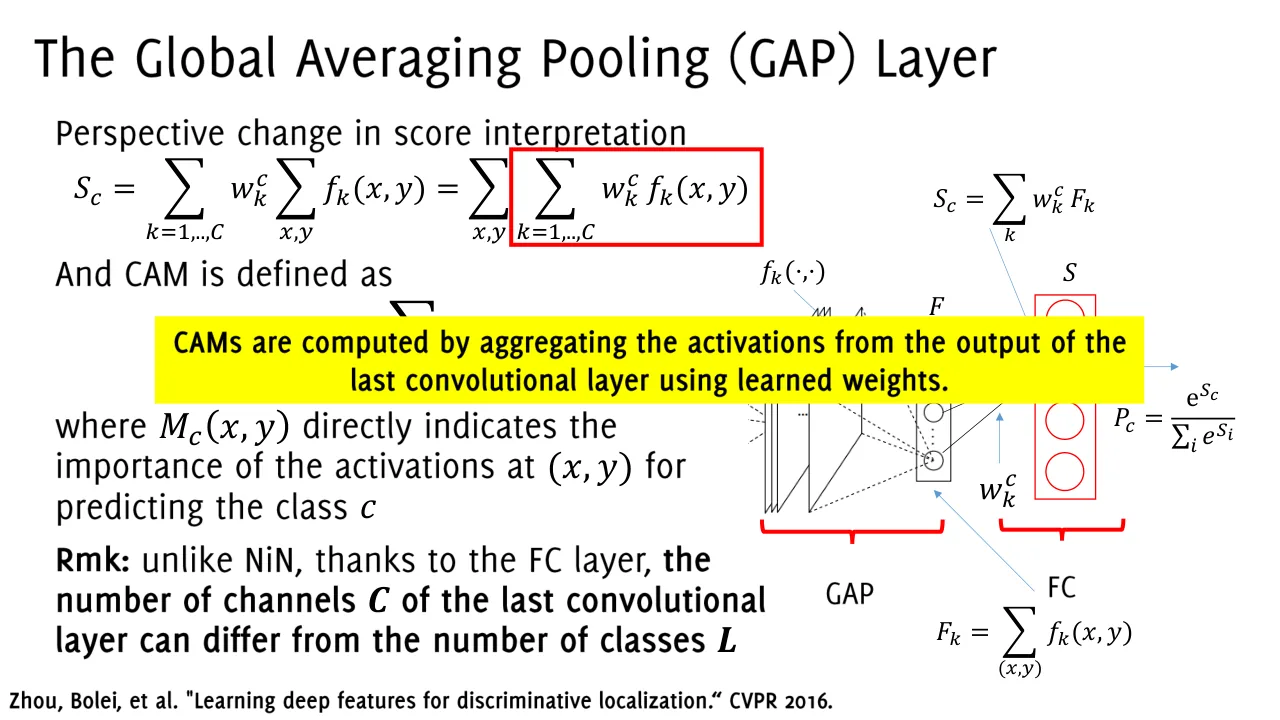 The Global Averaging Pooling (GAP) Layer
Perspective change in score interpretation
S_c = ∑_{k=1,..,C} w_k^c ∑_{x,y} f_k(x, y) = ∑_{x,y} ∑_{k=1,..,C} w_k^c f_k(x, y)
And CAM is defined as
CAMs are computed by aggregating the activations from the output of the
last convolutional layer using learned weights.
where M_c(x, y) directly indicates the
importance of the activations at (x, y) for
predicting the class c
Rmk: unlike NiN, thanks to the FC layer, the
number of channels C of the last convolutional
layer can differ from the number of classes L
S_c = ∑_k w_k^c F_k
f_k(·,·)
F
S
P_c = e^{S_c} / ∑_i e^{S_i}
w_k^c
GAP
FC
F_k = ∑_{(x,y)} f_k(x, y)
Zhou, Bolei, et al. "Learning deep features for discriminative localization.“ CVPR 2016.